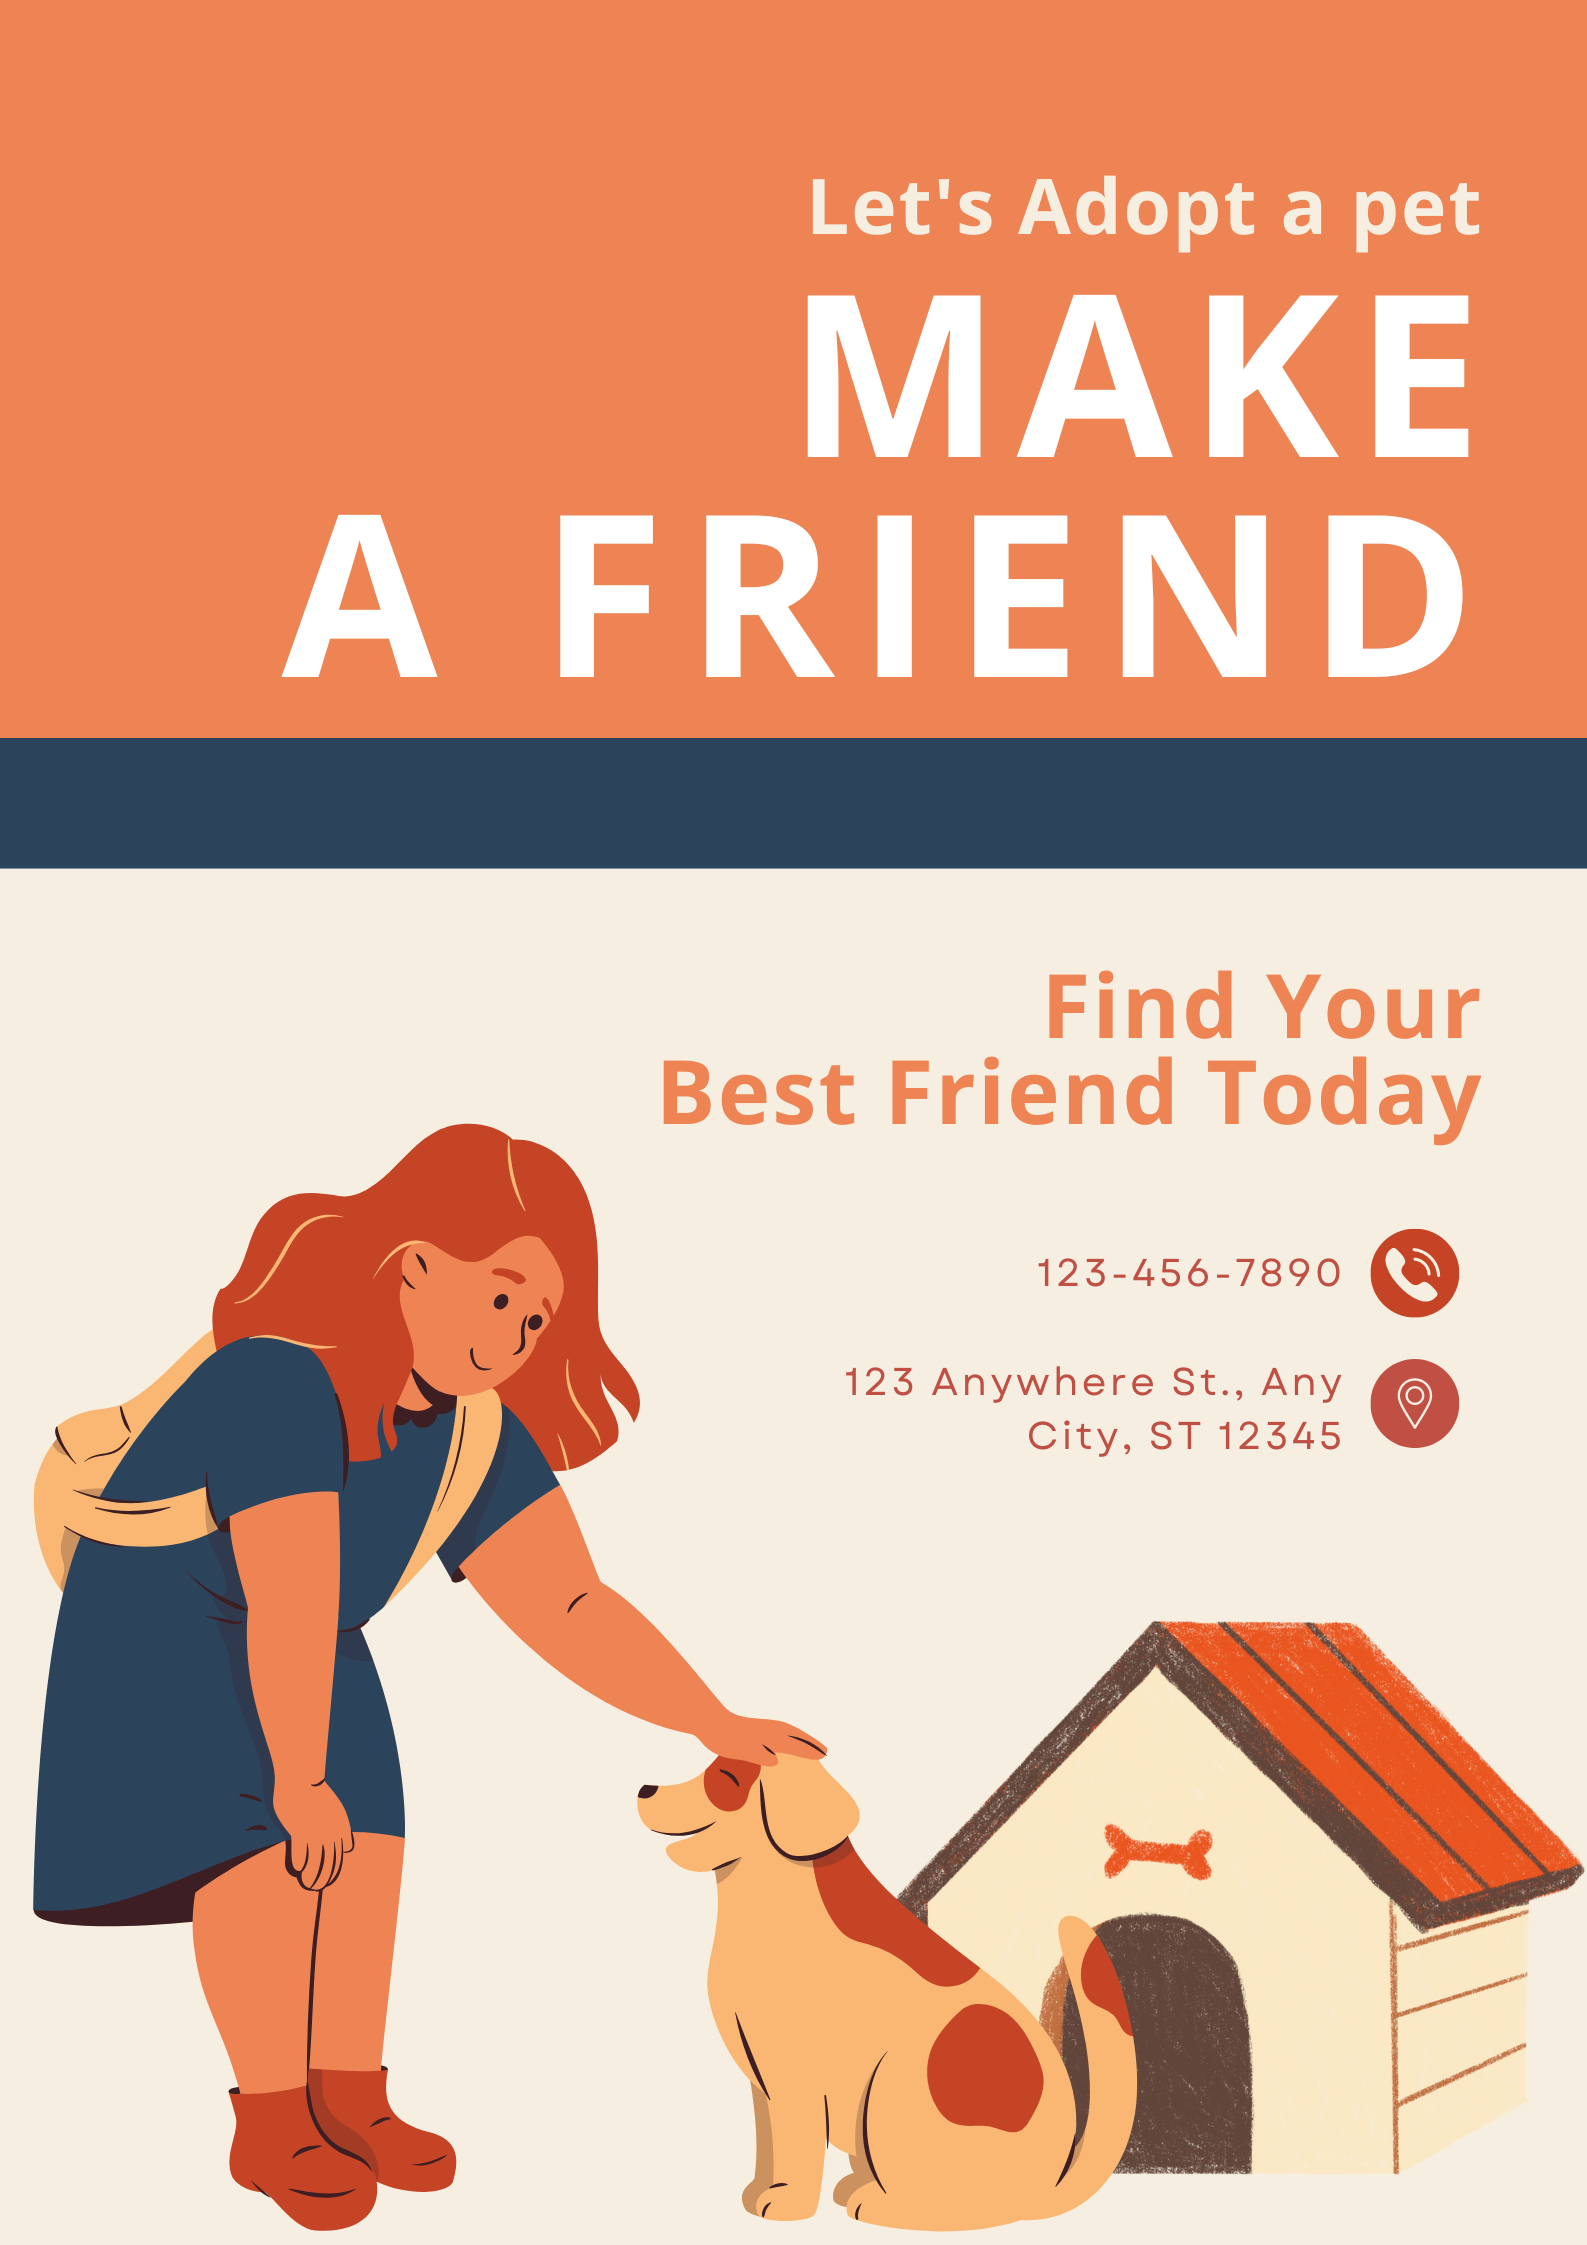 Let's Adopt a pet
MAKE
A FRIEND
Find Your
Best Friend Today
123-456-7890
123 Anywhere St., Any
City, ST 12345